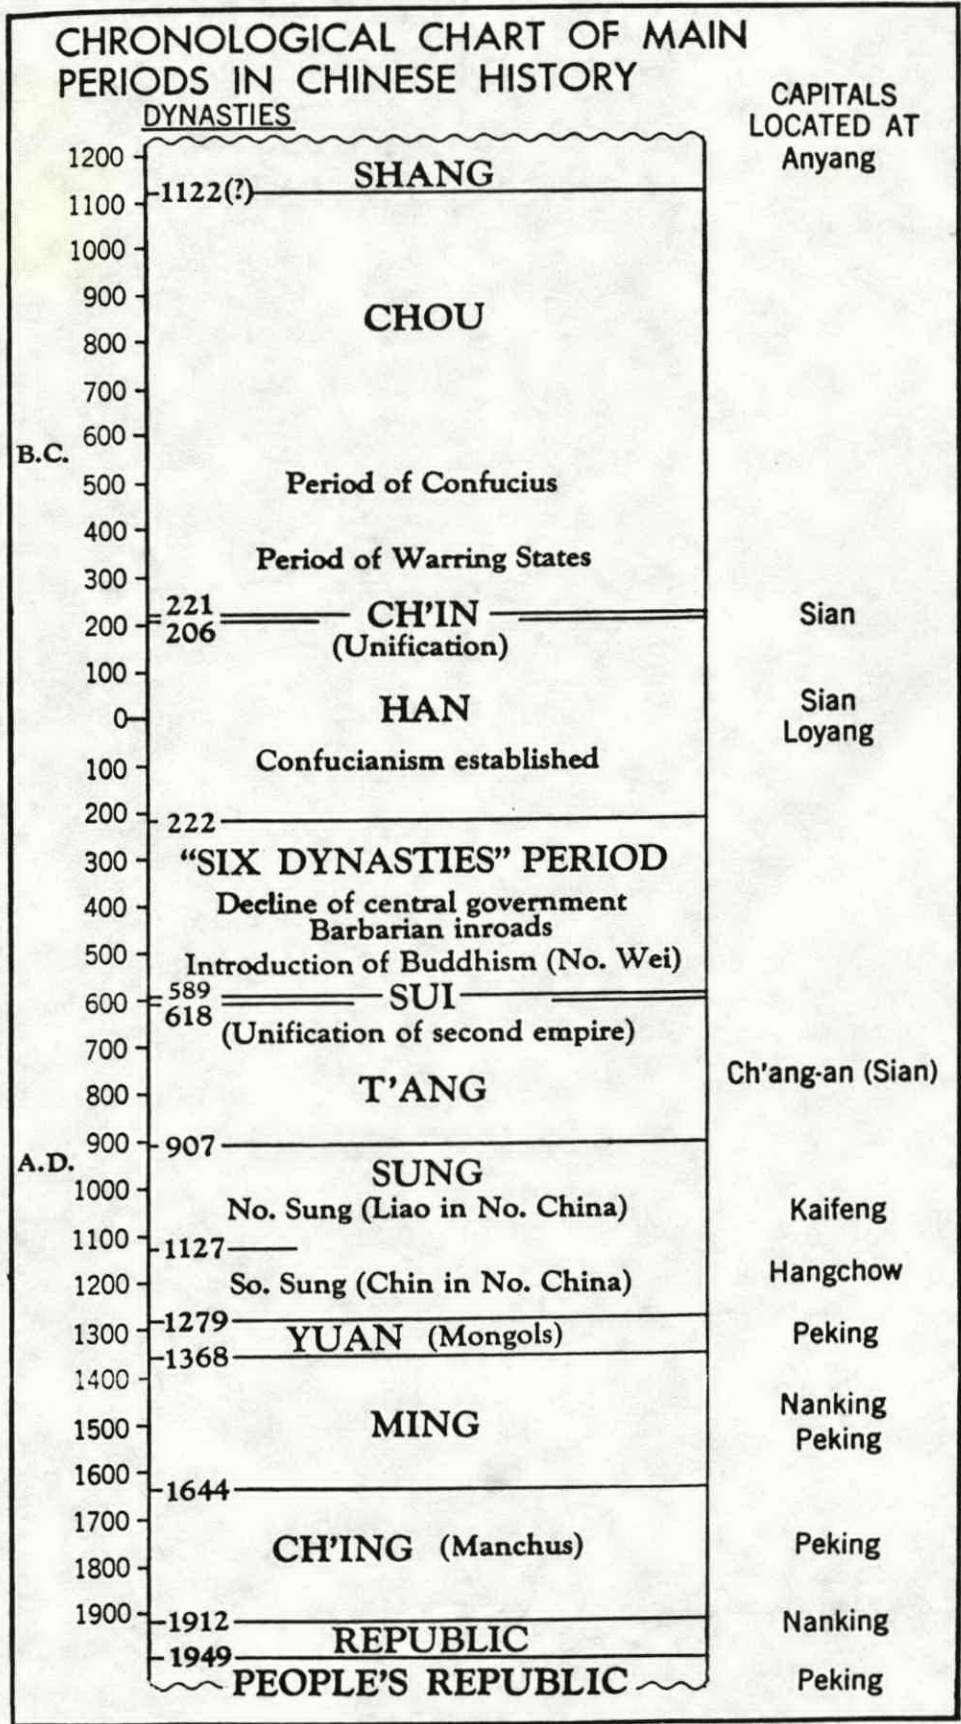 CHRONOLOGICAL CHART OF MAIN
PERIODS IN CHINESE HISTORY
DYNASTIES
CAPITALS
LOCATED AT
1200
SHANG
Anyang
1122(?)
1100
1000
900
CHOU
800
700
600
B.C.
500
Period of Confucius
400
Period of Warring States
300
221
CH'IN
Sian
200
206
(Unification)
100
HAN
Sian
0
Loyang
Confucianism established
100
200
222
300
"SIX DYNASTIES" PERIOD
400
Decline of central government
Barbarian inroads
500
Introduction of Buddhism (No. Wei)
589
SUI
600
618
(Unification of second empire)
700
Ch'ang-an (Sian)
800
T'ANG
900
907
A.D.
SUNG
1000
No. Sung (Liao in No. China)
Kaifeng
1100
1127
Hangchow
1200
So. Sung (Chin in No. China)
1279
1300
YUAN (Mongols)
Peking
1368
1400
Nanking
MING
1500
Peking
1600
1644
1700
CH'ING (Manchus)
Peking
1800
1900
1912
Nanking
REPUBLIC
1949
PEOPLE'S REPUBLIC
Peking